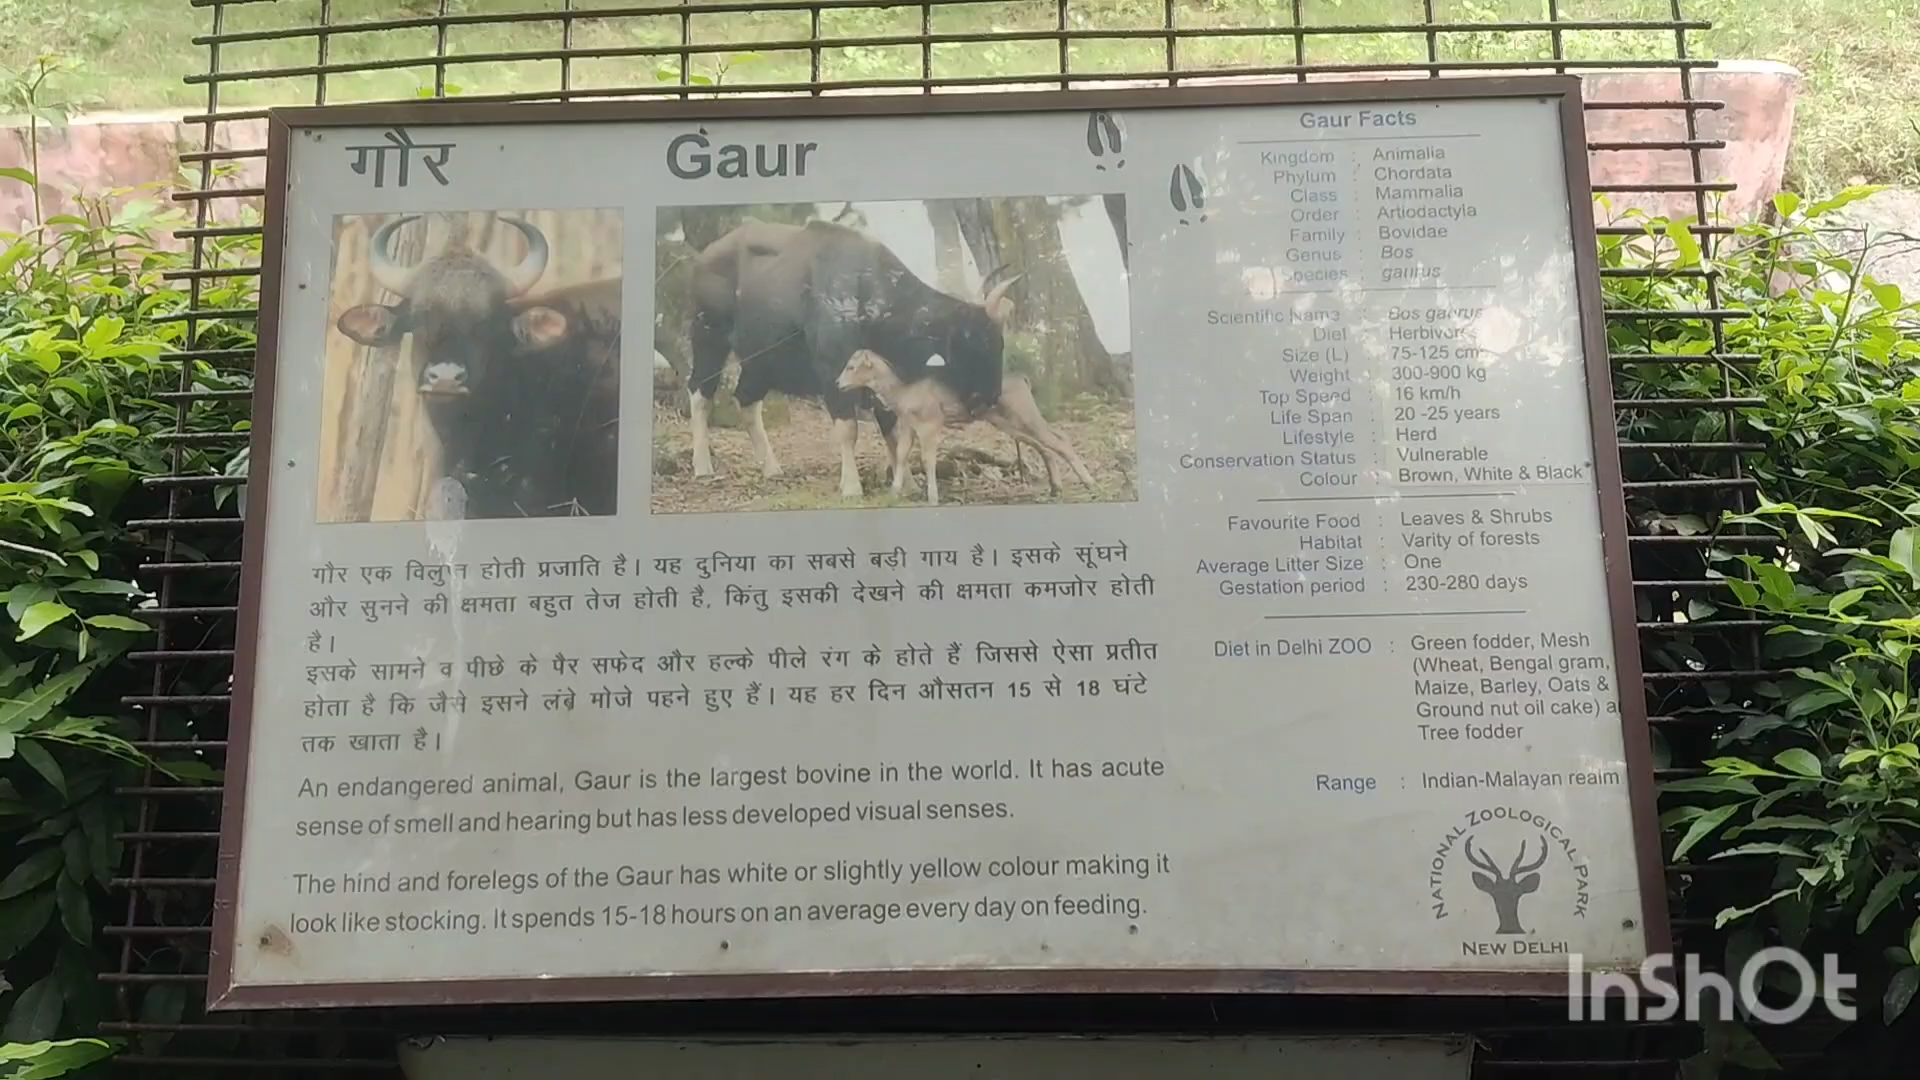 गौर
Gaur
गौर एक विलुप्त होती प्रजाति है। यह दुनिया का सबसे बड़ी गाय है। इसके सूंघने
और सुनने की क्षमता बहुत तेज होती है, किंतु इसकी देखने की क्षमता कमजोर होती
है।
इसके सामने व पीछे के पैर सफेद और हल्के पीले रंग के होते हैं जिससे ऐसा प्रतीत
होता है कि जैसे इसने लंबे मोजे पहने हुए हैं। यह हर दिन औसतन 15 से 18 घंटे
तक खाता है।
An endangered animal, Gaur is the largest bovine in the world. It has acute
sense of smell and hearing but has less developed visual senses.
The hind and forelegs of the Gaur has white or slightly yellow colour making it
look like stocking. It spends 15-18 hours on an average every day on feeding.
Gaur Facts
Kingdom : Animalia
Phylum : Chordata
Class : Mammalia
Order : Artiodactyla
Family : Bovidae
Genus : Bos
Species : gaurus
Scientific Name : Bos gaurus
Diet : Herbivores
Size (L) : 75-125 cm
Weight : 300-900 kg
Top Speed : 16 km/h
Life Span : 20 -25 years
Lifestyle : Herd
Conservation Status : Vulnerable
Colour : Brown, White & Black
Favourite Food : Leaves & Shrubs
Habitat : Varity of forests
Average Litter Size : One
Gestation period : 230-280 days
Diet in Delhi ZOO : Green fodder, Mesh
(Wheat, Bengal gram,
Maize, Barley, Oats &
Ground nut oil cake)
Tree fodder
Range : Indian-Malayan realm
NATIONAL ZOOLOGICAL PARK
NEW DELHI
InShOt